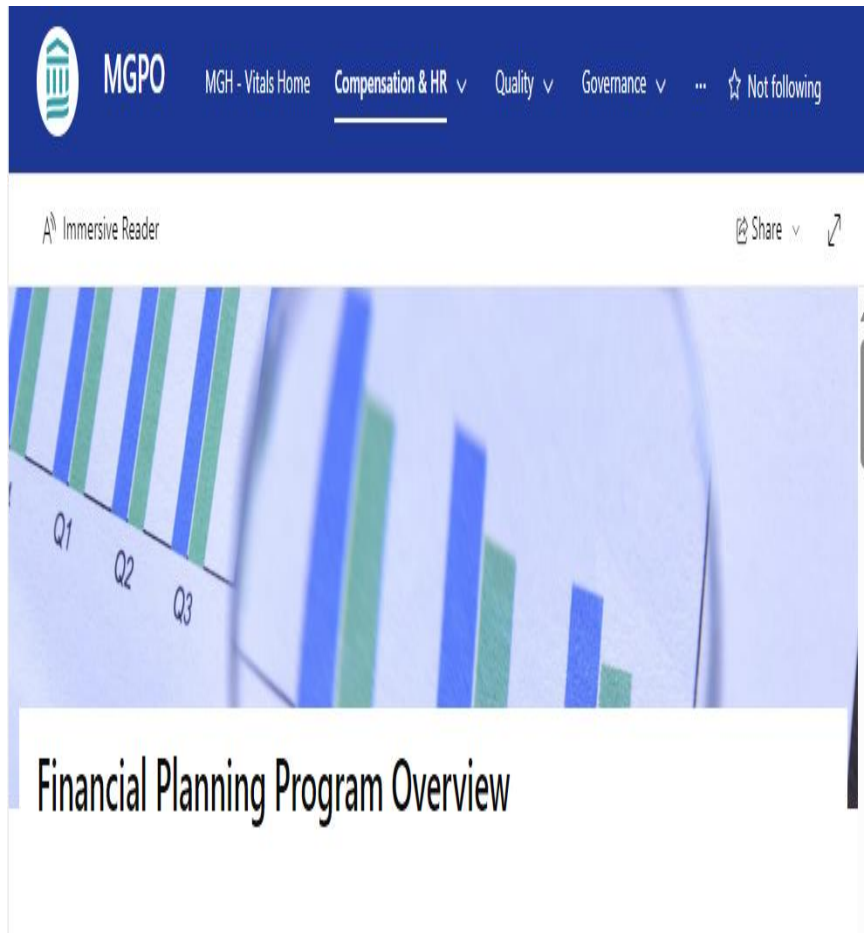 MGPO
MGH - Vitals Home Compensation & HR Quality Governance ... Not following
Immersive Reader Share
Q1
Q2
Q3
Financial Planning Program Overview